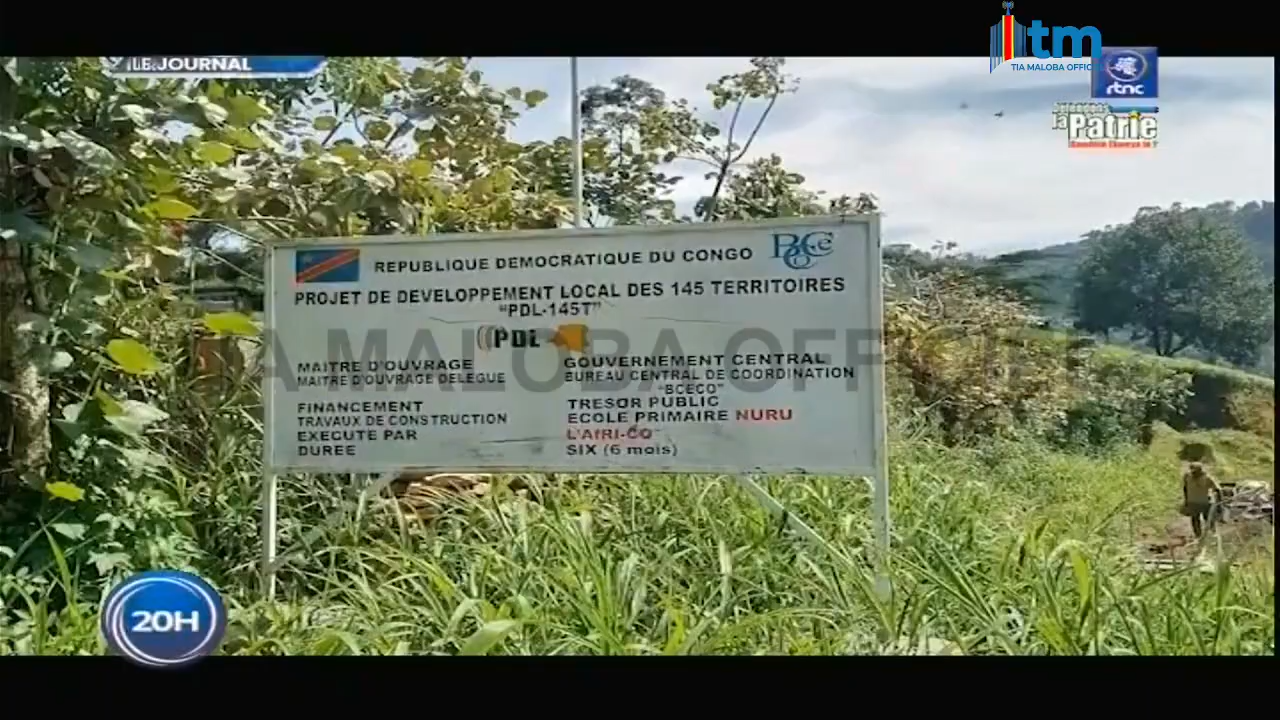 LE JOURNAL
tm
TIA MALOBA OFFICIEL
rtnc
la Patrie
REPUBLIQUE DEMOCRATIQUE DU CONGO
BCeCo
PROJET DE DEVELOPPEMENT LOCAL DES 145 TERRITOIRES
"PDL-145T"
PDL
TIA MALOBA OFFICIEL
MAITRE D'OUVRAGE GOUVERNEMENT CENTRAL
MAITRE D'OUVRAGE DELEGUE BUREAU CENTRAL DE COORDINATION
"BCECO"
FINANCEMENT TRESOR PUBLIC
TRAVAUX DE CONSTRUCTION ECOLE PRIMAIRE NURU
EXECUTE PAR L'AfRI-CO
DUREE SIX (6 mois)
20H